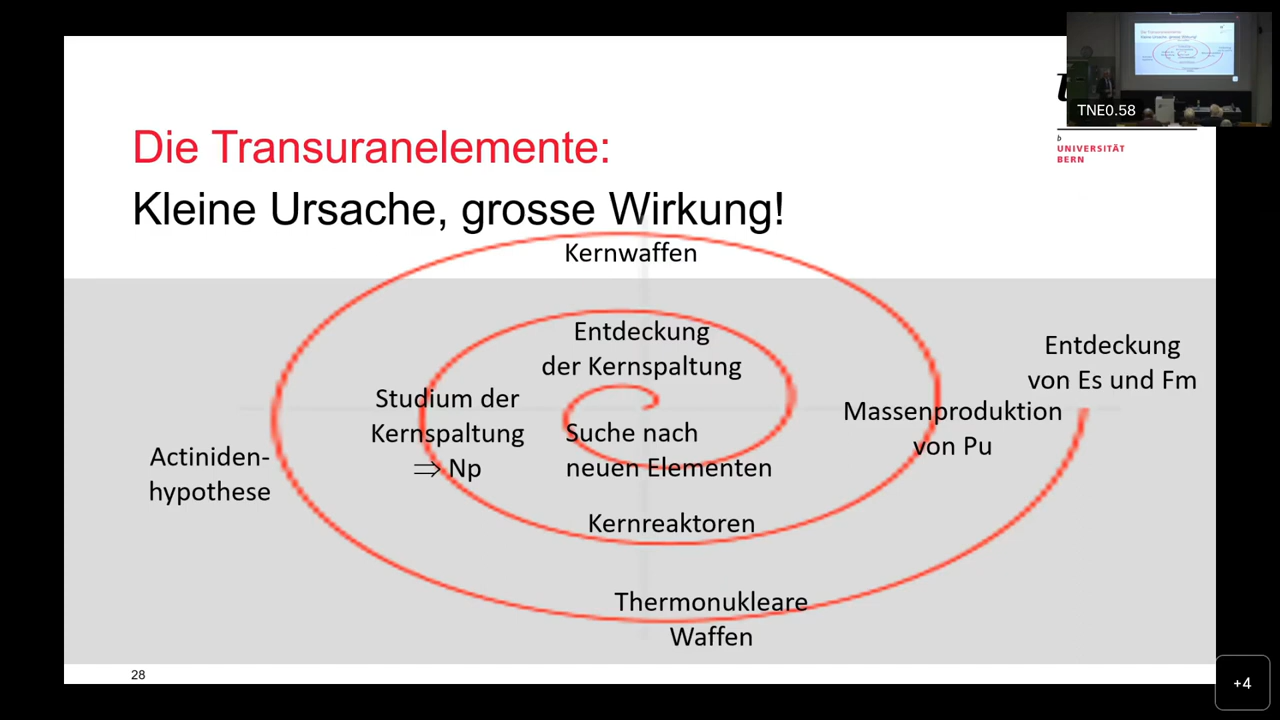 Die Transuranelemente:
Kleine Ursache, grosse Wirkung!
TNE0.58
b
UNIVERSITÄT
BERN
Kernwaffen
Entdeckung
der Kernspaltung
Entdeckung
von Es und Fm
Studium der
Kernspaltung
⇒ Np
Suche nach
neuen Elementen
Massenproduktion
von Pu
Actiniden-
hypothese
Kernreaktoren
Thermonukleare
Waffen
28
+4